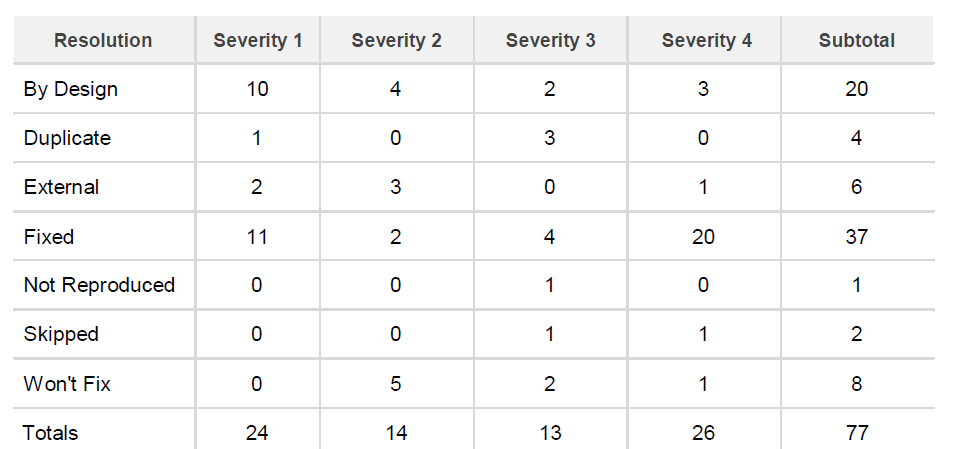 Resolution Severity 1 Severity 2 Severity 3 Severity 4 Subtotal
By Design 10 4 2 3 20
Duplicate 1 0 3 0 4
External 2 3 0 1 6
Fixed 11 2 4 20 37
Not Reproduced 0 0 1 0 1
Skipped 0 0 1 1 2
Won't Fix 0 5 2 1 8
Totals 24 14 13 26 77